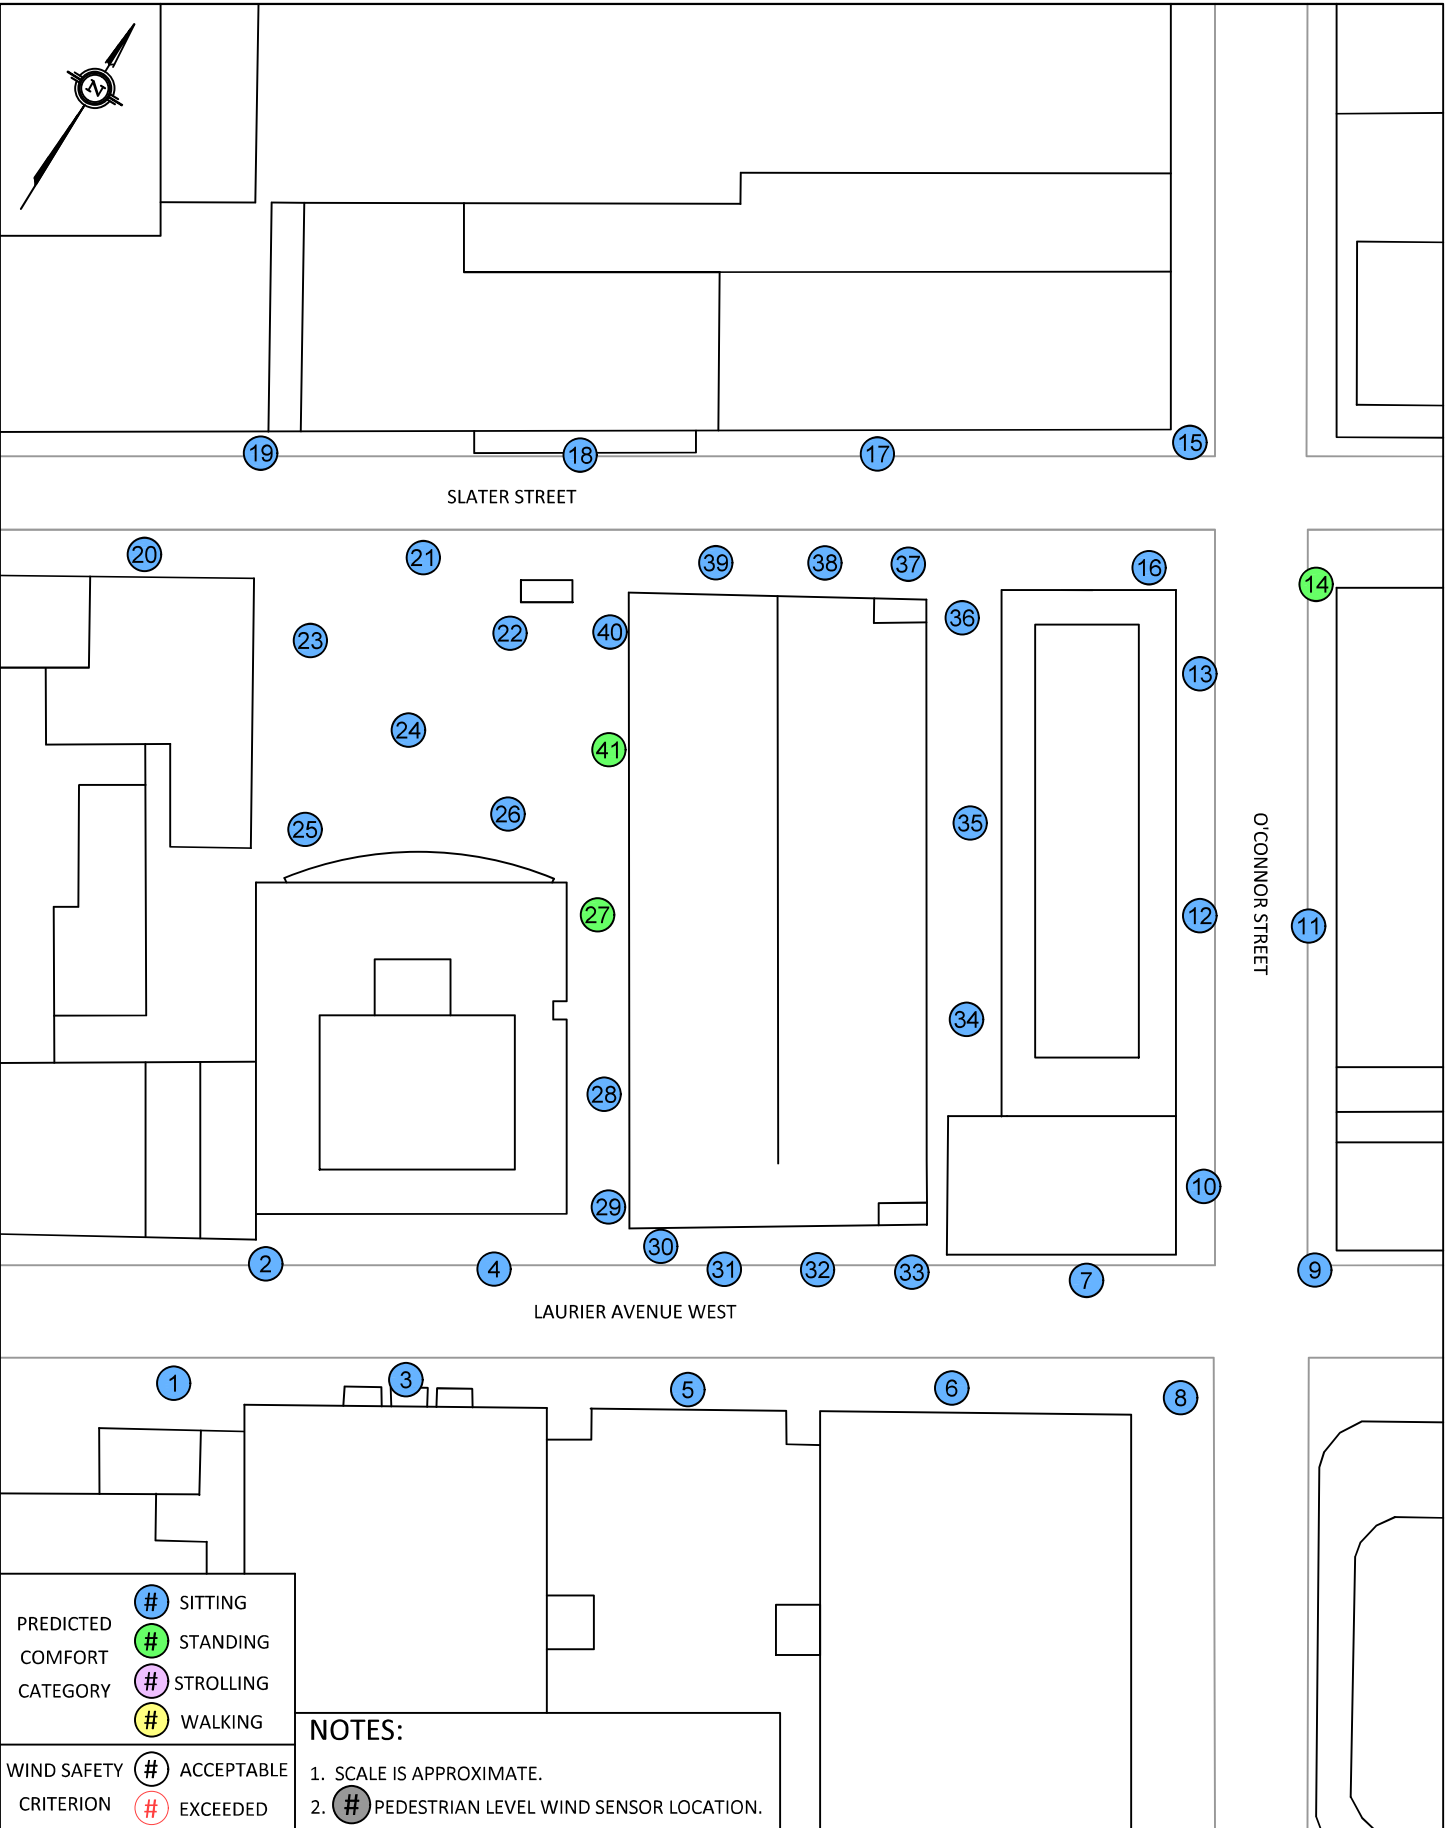 N
15
19
18
17
SLATER STREET
20
21
39
38
37
16
14
23
22
40
36
13
24
41
25
26
35
O'CONNOR STREET
27
12
11
34
28
29
10
30
2
4
31
32
33
7
9
LAURIER AVENUE WEST
1
3
5
6
8
PREDICTED
COMFORT
CATEGORY
# SITTING
# STANDING
# STROLLING
# WALKING
WIND SAFETY
CRITERION
# ACCEPTABLE
# EXCEEDED
NOTES:
1. SCALE IS APPROXIMATE.
2. # PEDESTRIAN LEVEL WIND SENSOR LOCATION.